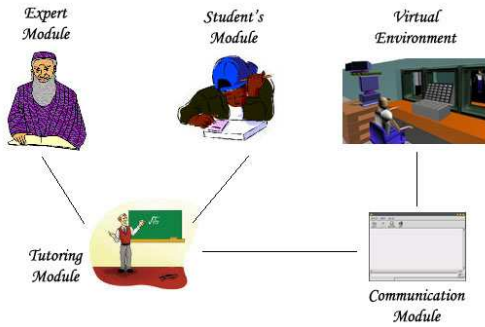 Expert
Module
Student's
Module
Virtual
Environment
Tutoring
Module
Communication
Module